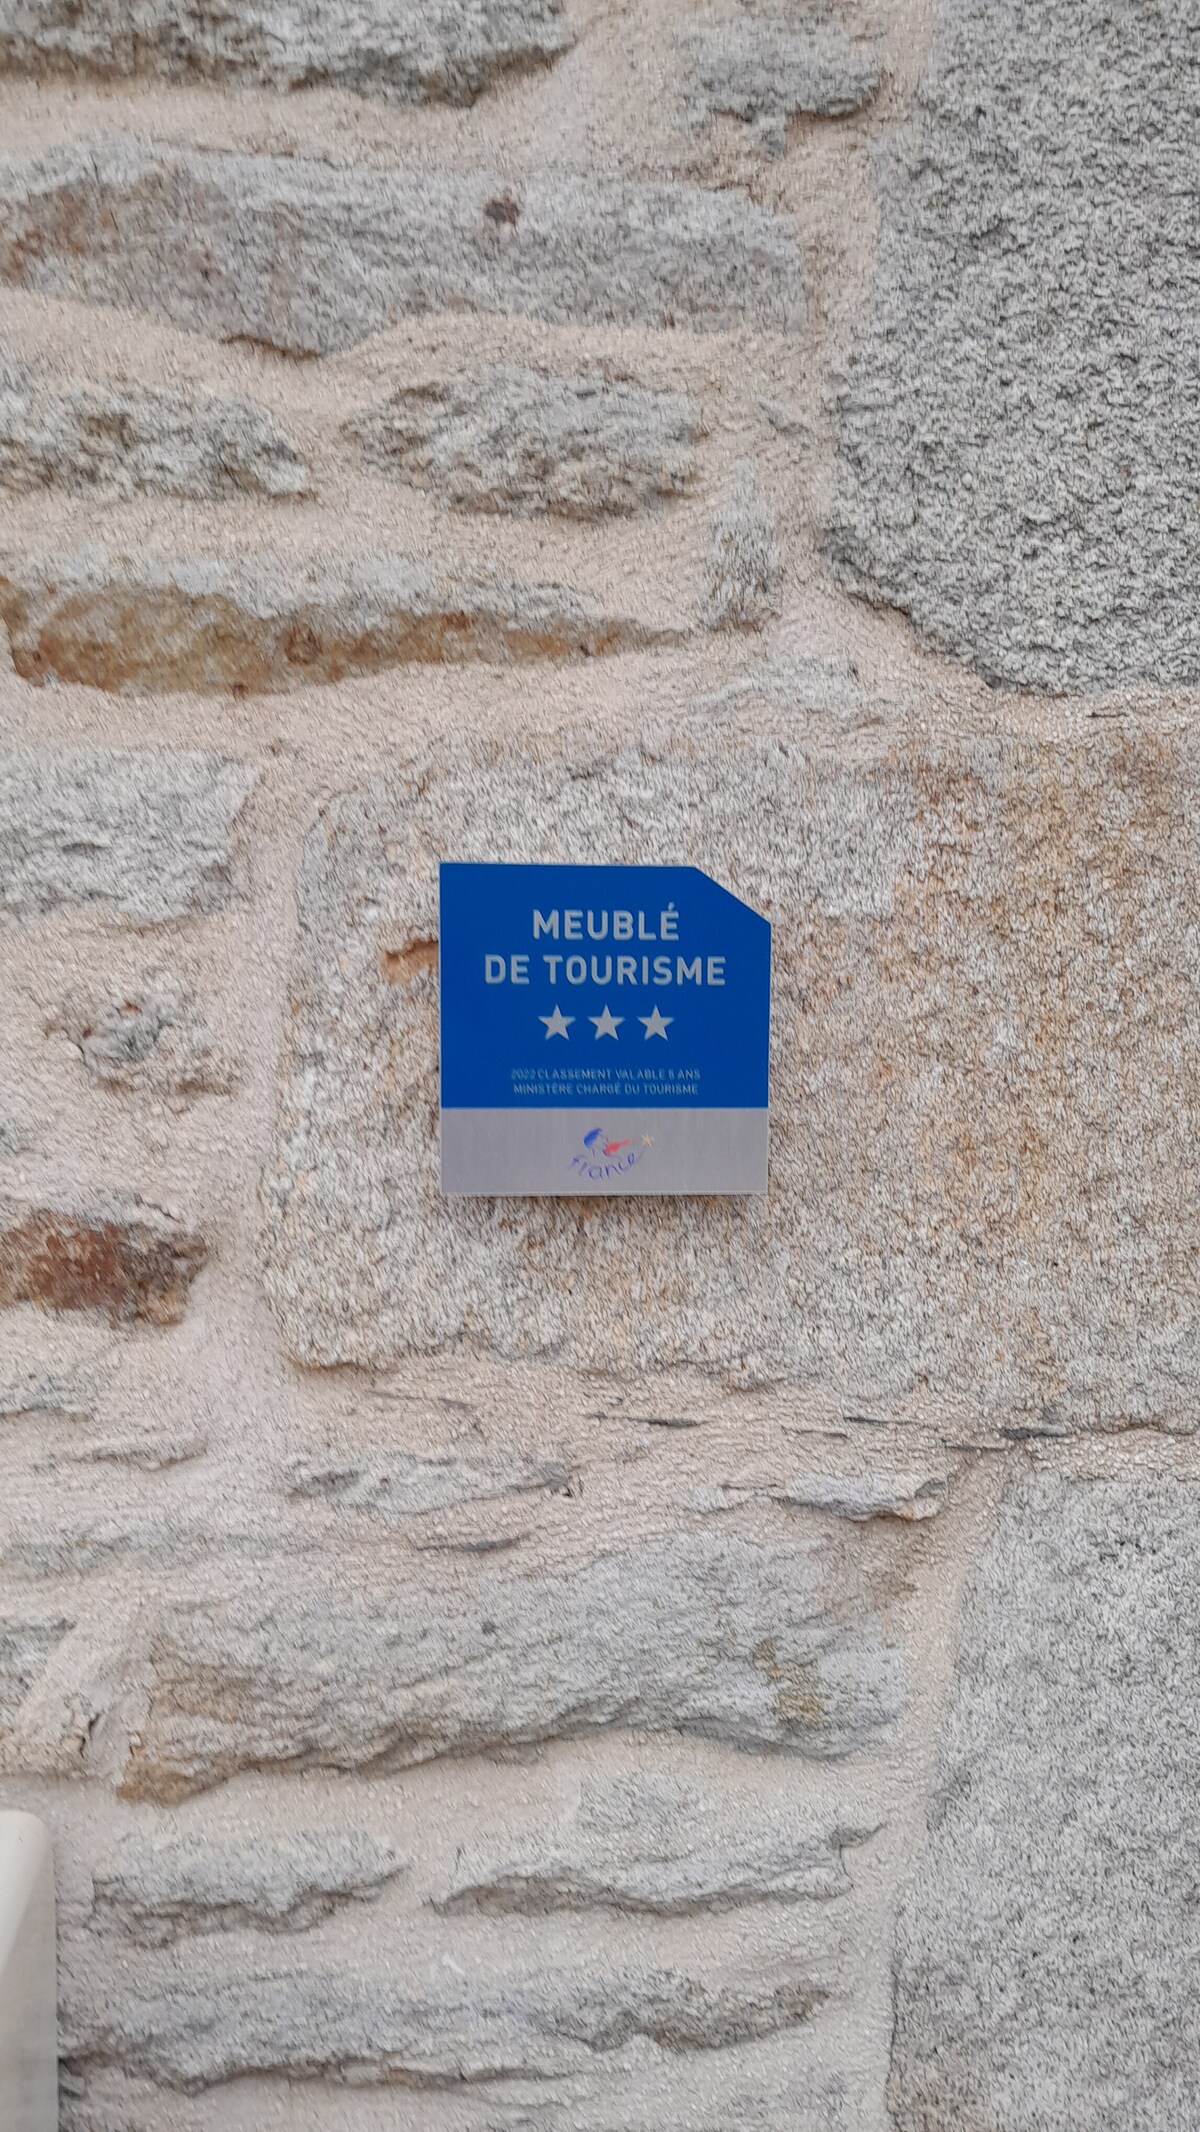 MEUBLÉ
DE TOURISME
★★★
2022 CLASSEMENT VALABLE 5 ANS
MINISTÈRE CHARGÉ DU TOURISME
france